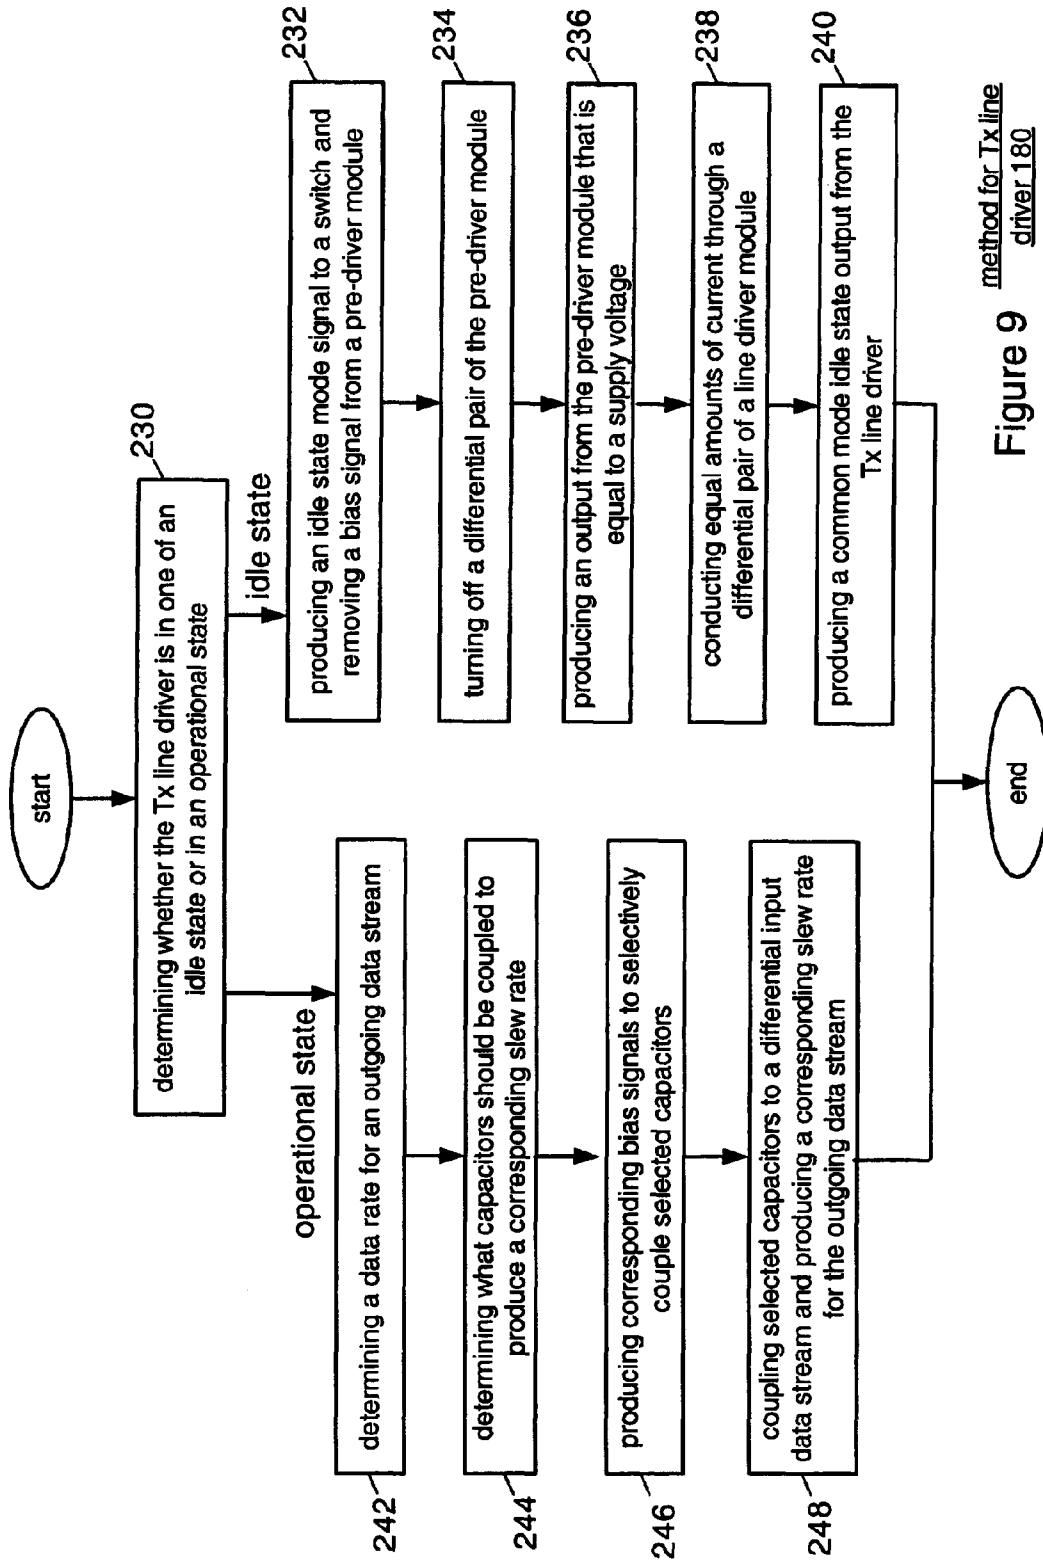 start
230
determining whether the Tx line driver is in one of an
idle state or in an operational state
operational state
idle state
242
determining a data rate for an outgoing data stream
244
determining what capacitors should be coupled to
produce a corresponding slew rate
246
producing corresponding bias signals to selectively
couple selected capacitors
248
coupling selected capacitors to a differential input
data stream and producing a corresponding slew rate
for the outgoing data stream
232
producing an idle state mode signal to a switch and
removing a bias signal from a pre-driver module
234
turning off a differential pair of the pre-driver module
236
producing an output from the pre-driver module that is
equal to a supply voltage
238
conducting equal amounts of current through a
differential pair of a line driver module
240
producing a common mode idle state output from the
Tx line driver
end
Figure 9
method for Tx line
driver 180